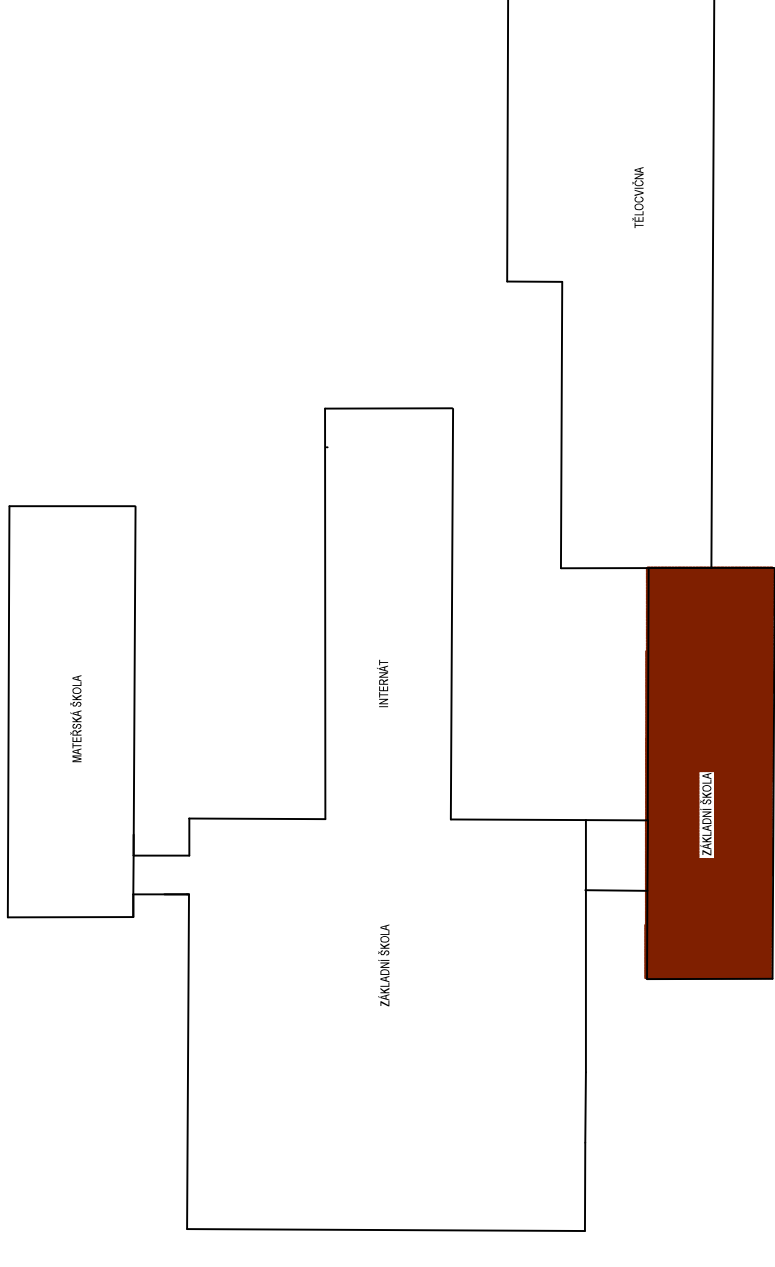 MATEŘSKÁ ŠKOLA
INTERNÁT
ZÁKLADNÍ ŠKOLA
TĚLOCVIČNA
ZÁKLADNÍ ŠKOLA